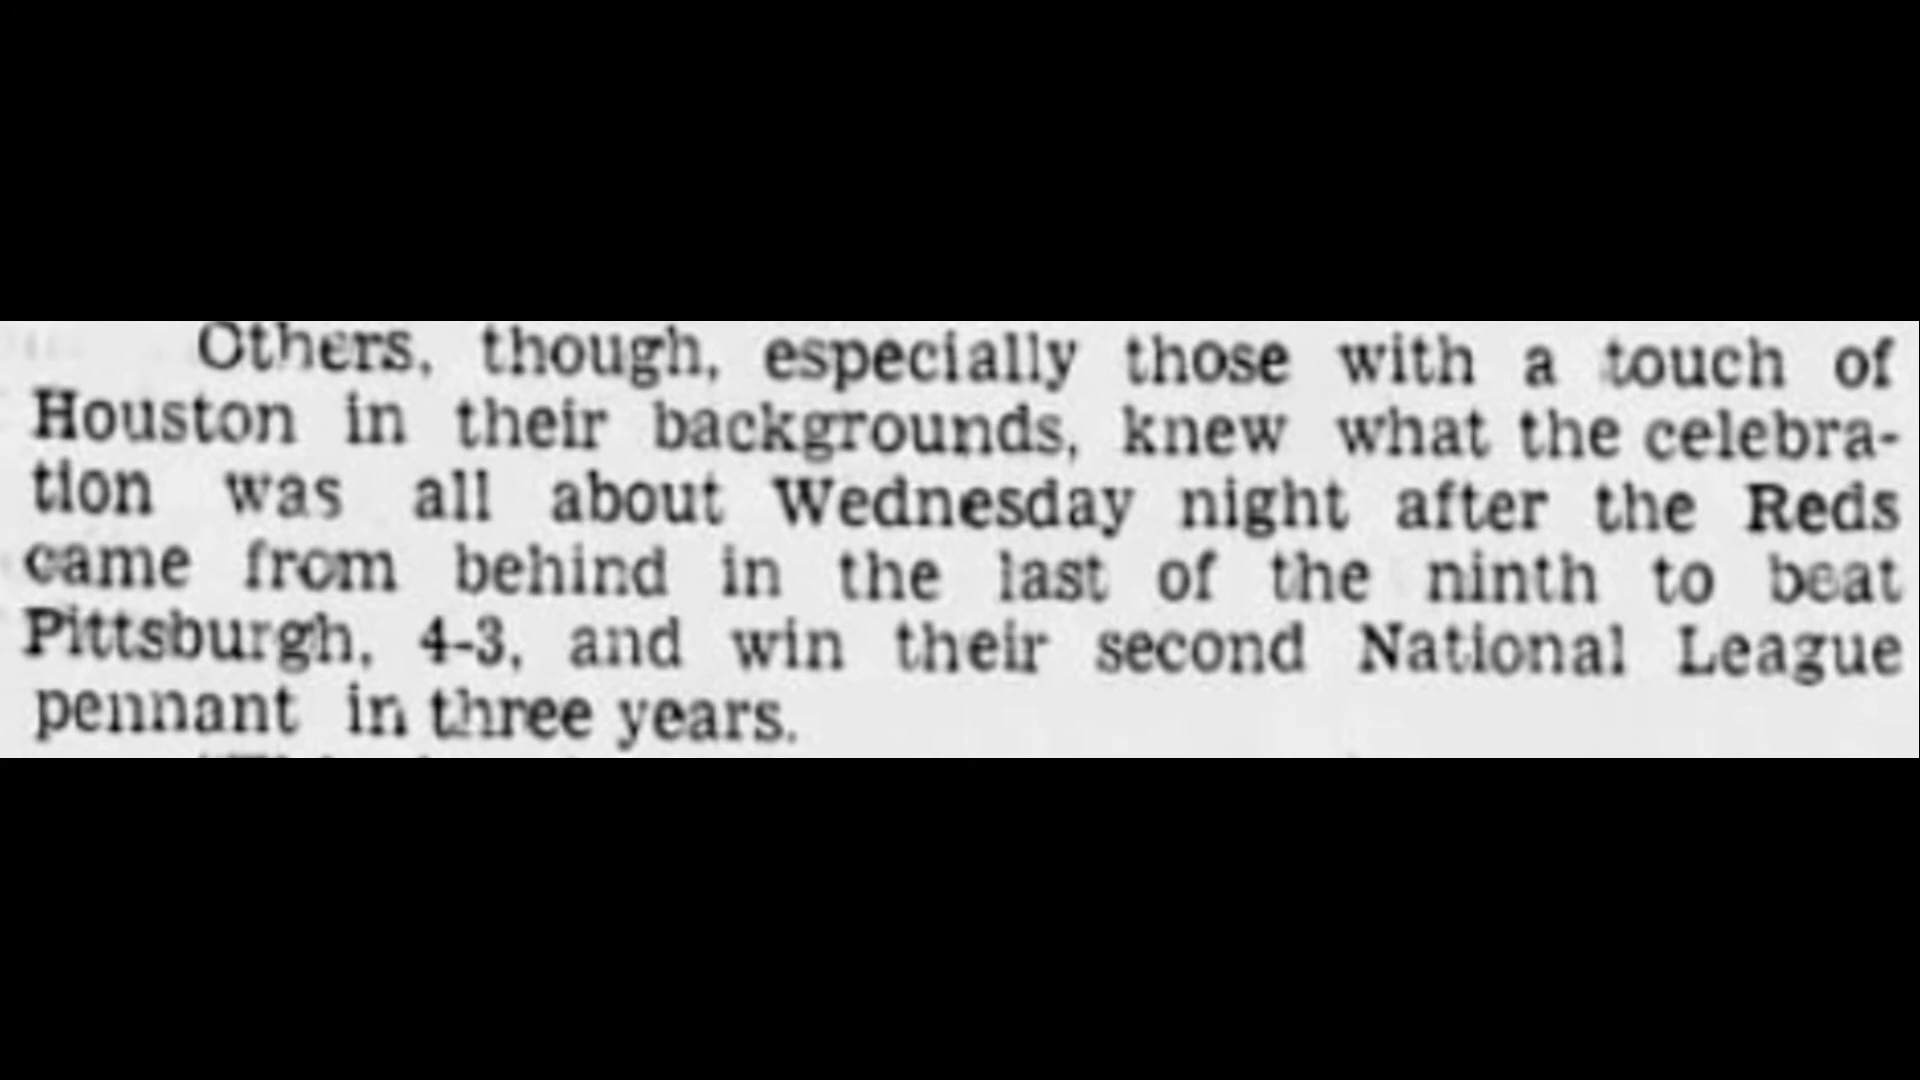 Others, though, especially those with a touch of
Houston in their backgrounds, knew what the celebra-
tion was all about Wednesday night after the Reds
came from behind in the last of the ninth to beat
Pittsburgh, 4-3, and win their second National League
pennant in three years.